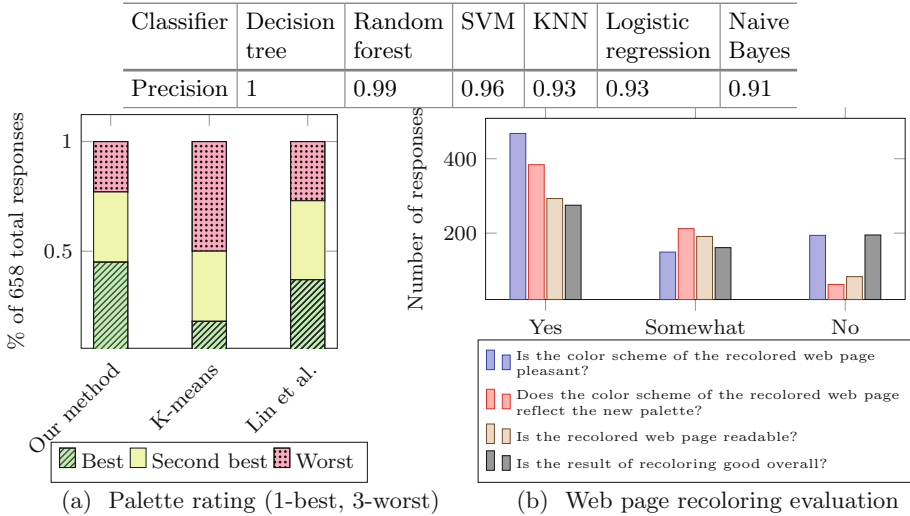 Classifier Decision tree Random forest SVM KNN Logistic regression Naive Bayes
Precision 1 0.99 0.96 0.93 0.93 0.91
% of 658 total responses
1
0.5
Our method
K-means
Lin et al.
Best Second best Worst
(a) Palette rating (1-best, 3-worst)
Number of responses
400
200
Yes Somewhat No
Is the color scheme of the recolored web page
pleasant?
Does the color scheme of the recolored web page
reflect the new palette?
Is the recolored web page readable?
Is the result of recoloring good overall?
(b) Web page recoloring evaluation